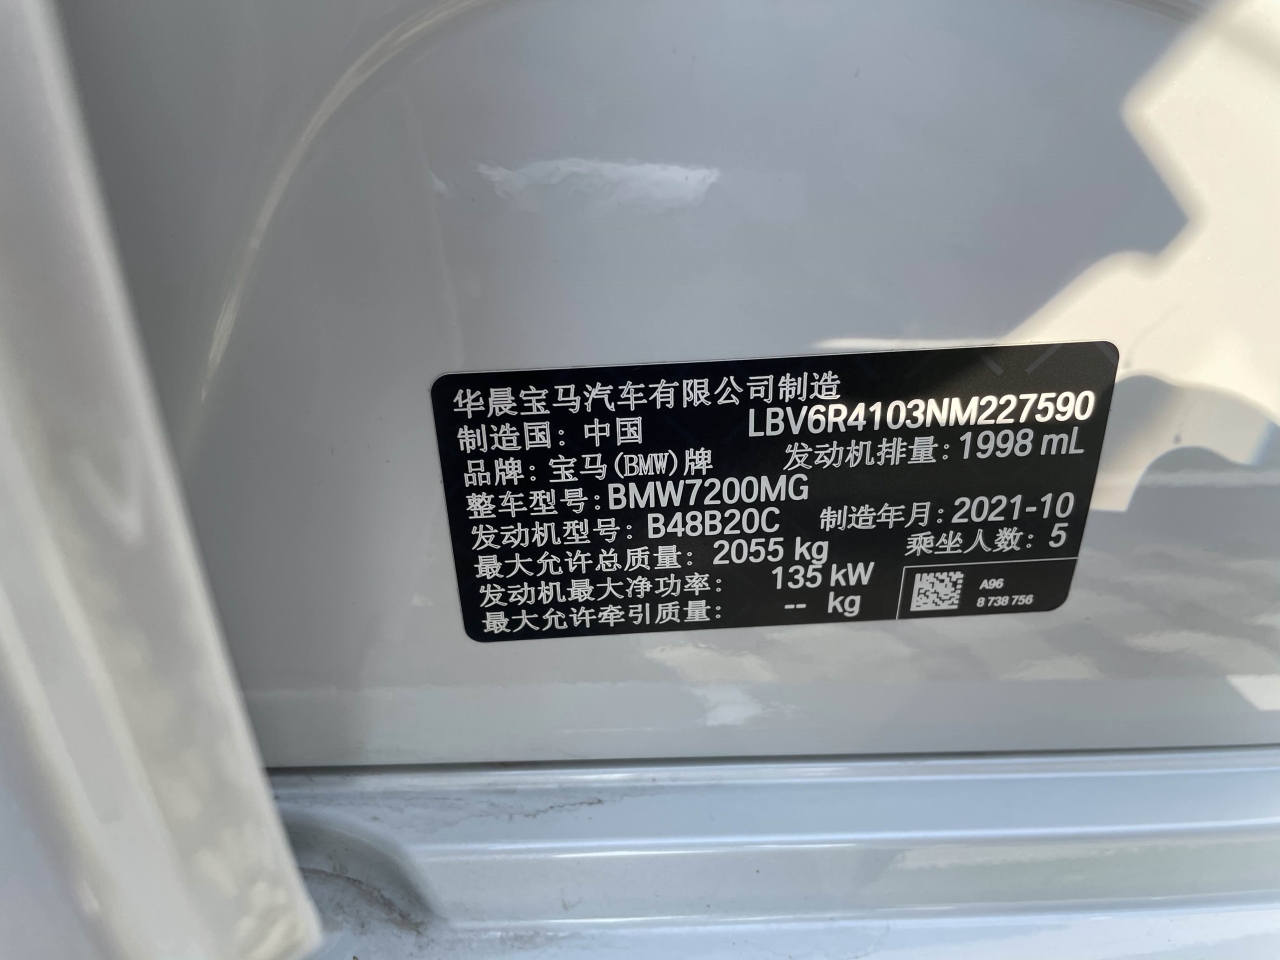 华晨宝马汽车有限公司制造
制造国：中国 LBV6R4103NM227590
品牌：宝马(BMW)牌 发动机排量：1998 mL
整车型号：BMW7200MG
发动机型号：B48B20C 制造年月：2021-10
最大允许总质量：2055 kg 乘坐人数：5
发动机最大净功率：135 kW
最大允许牵引质量：-- kg
A96
8 738 756